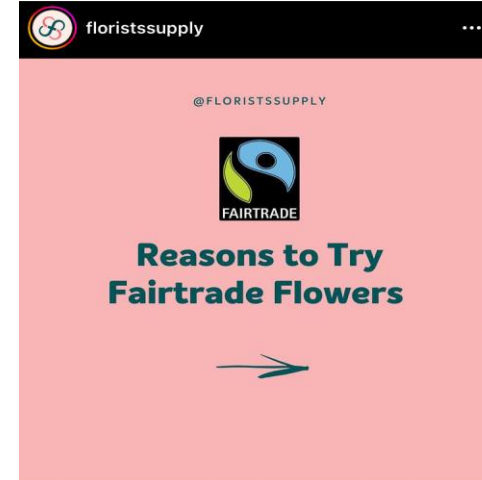 floristssupply
@FLORISTSSUPPLY
FAIRTRADE
Reasons to Try
Fairtrade Flowers